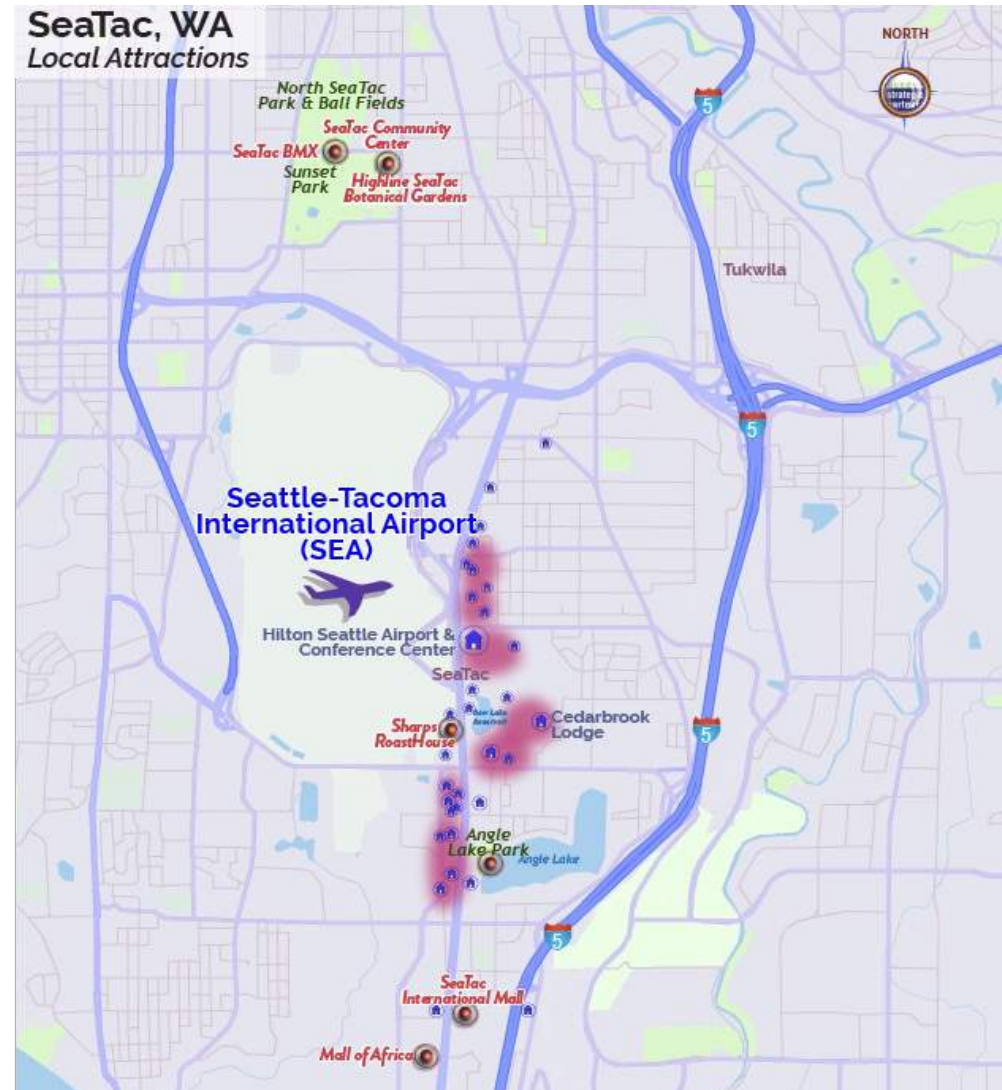 SeaTac, WA
Local Attractions
NORTH
North SeaTac
Park & Ball Fields
SeaTac Community
Center
SeaTac BMX
Sunset
Park
Highline SeaTac
Botanical Gardens
5
Tukwila
5
Seattle-Tacoma
International Airport
(SEA)
Hilton Seattle Airport &
Conference Center
SeaTac
Cedarbrook
Lodge
Sharps
RoastHouse
5
Angle
Lake Park
Angle Lake
5
SeaTac
International Mall
Mall of Africa